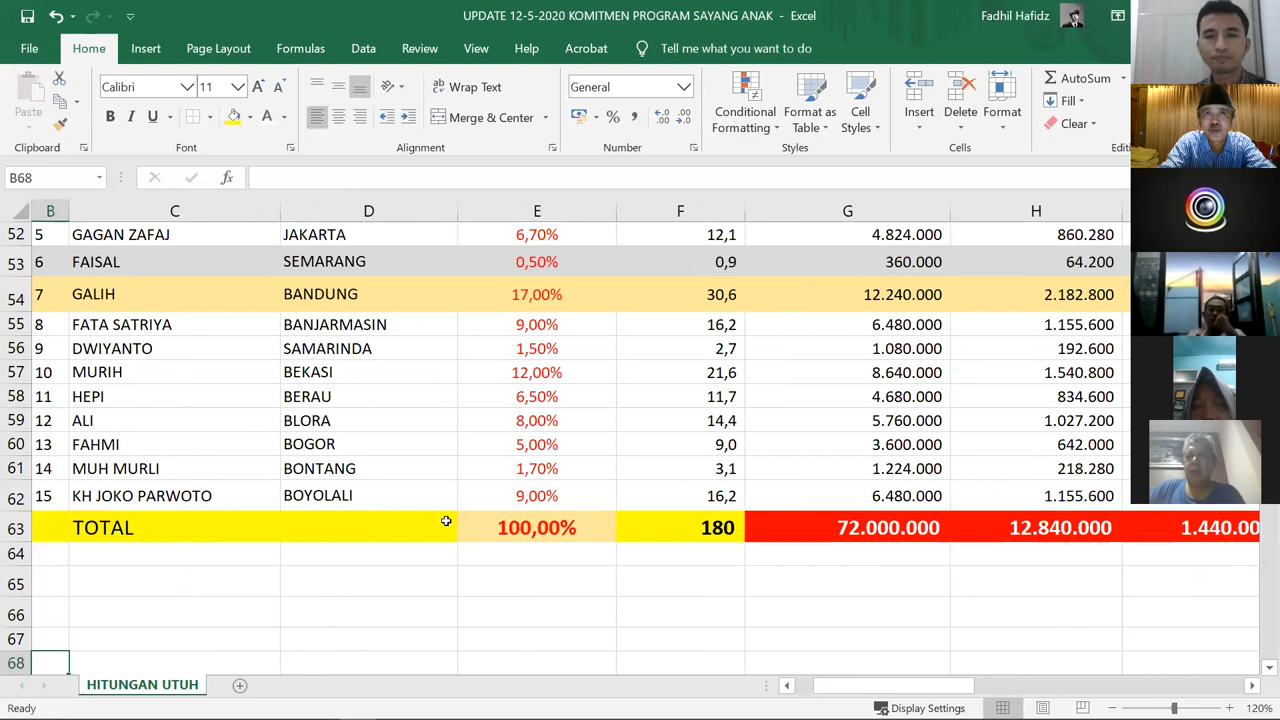 UPDATE 12-5-2020 KOMITMEN PROGRAM SAYANG ANAK - Excel
Fadhil Hafidz
File Home Insert Page Layout Formulas Data Review View Help Acrobat Tell me what you want to do
Paste
Calibri 11
B I U A
Wrap Text
Merge & Center
General
% ,
Conditional Formatting
Format as Table
Cell Styles
Insert
Delete
Format
AutoSum
Fill
Clear
Clipboard Font Alignment Number Styles Cells
B68 fx
B C D E F G H
52 5 GAGAN ZAFAJ JAKARTA 6,70% 12,1 4.824.000 860.280
53 6 FAISAL SEMARANG 0,50% 0,9 360.000 64.200
54 7 GALIH BANDUNG 17,00% 30,6 12.240.000 2.182.800
55 8 FATA SATRIYA BANJARMASIN 9,00% 16,2 6.480.000 1.155.600
56 9 DWIYANTO SAMARINDA 1,50% 2,7 1.080.000 192.600
57 10 MURIH BEKASI 12,00% 21,6 8.640.000 1.540.800
58 11 HEPI BERAU 6,50% 11,7 4.680.000 834.600
59 12 ALI BLORA 8,00% 14,4 5.760.000 1.027.200
60 13 FAHMI BOGOR 5,00% 9,0 3.600.000 642.000
61 14 MUH MURLI BONTANG 1,70% 3,1 1.224.000 218.280
62 15 KH JOKO PARWOTO BOYOLALI 9,00% 16,2 6.480.000 1.155.600
63 TOTAL 100,00% 180 72.000.000 12.840.000 1.440.00
64
65
66
67
68
HITUNGAN UTUH
Ready Display Settings 120%